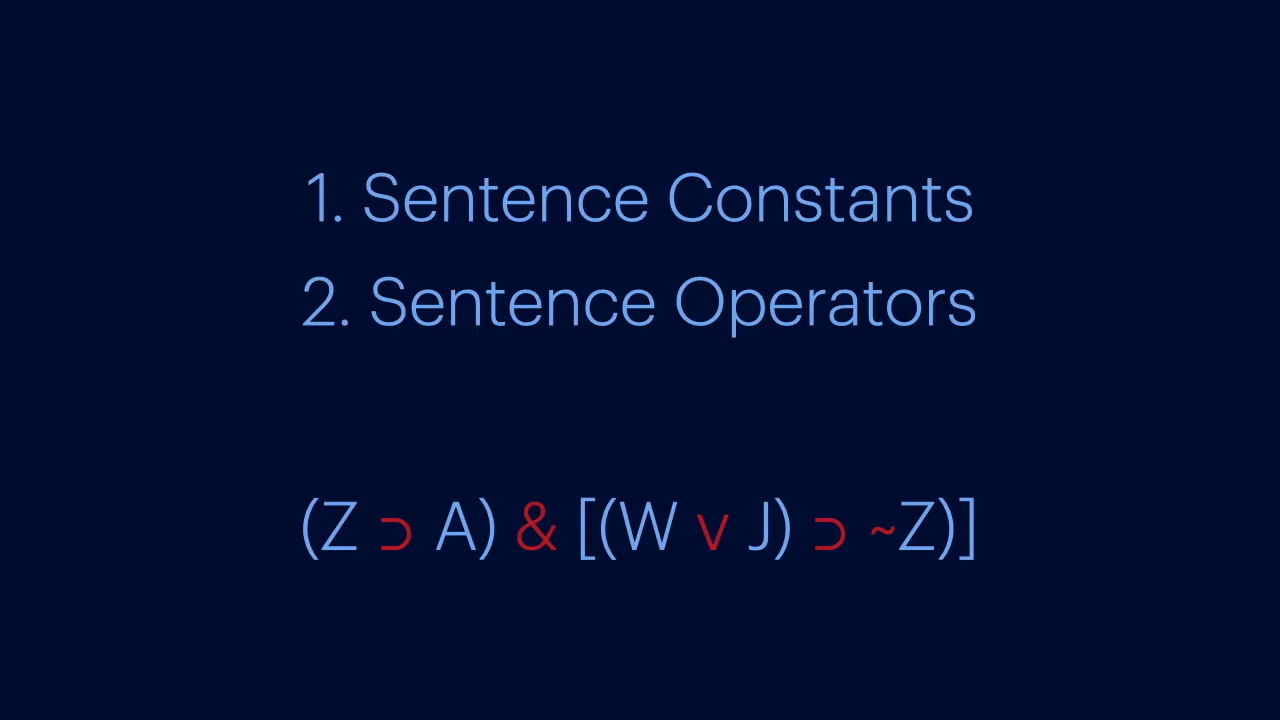 1. Sentence Constants
2. Sentence Operators
(Z ⊃ A) & [(W ∨ J) ⊃ ~Z)]